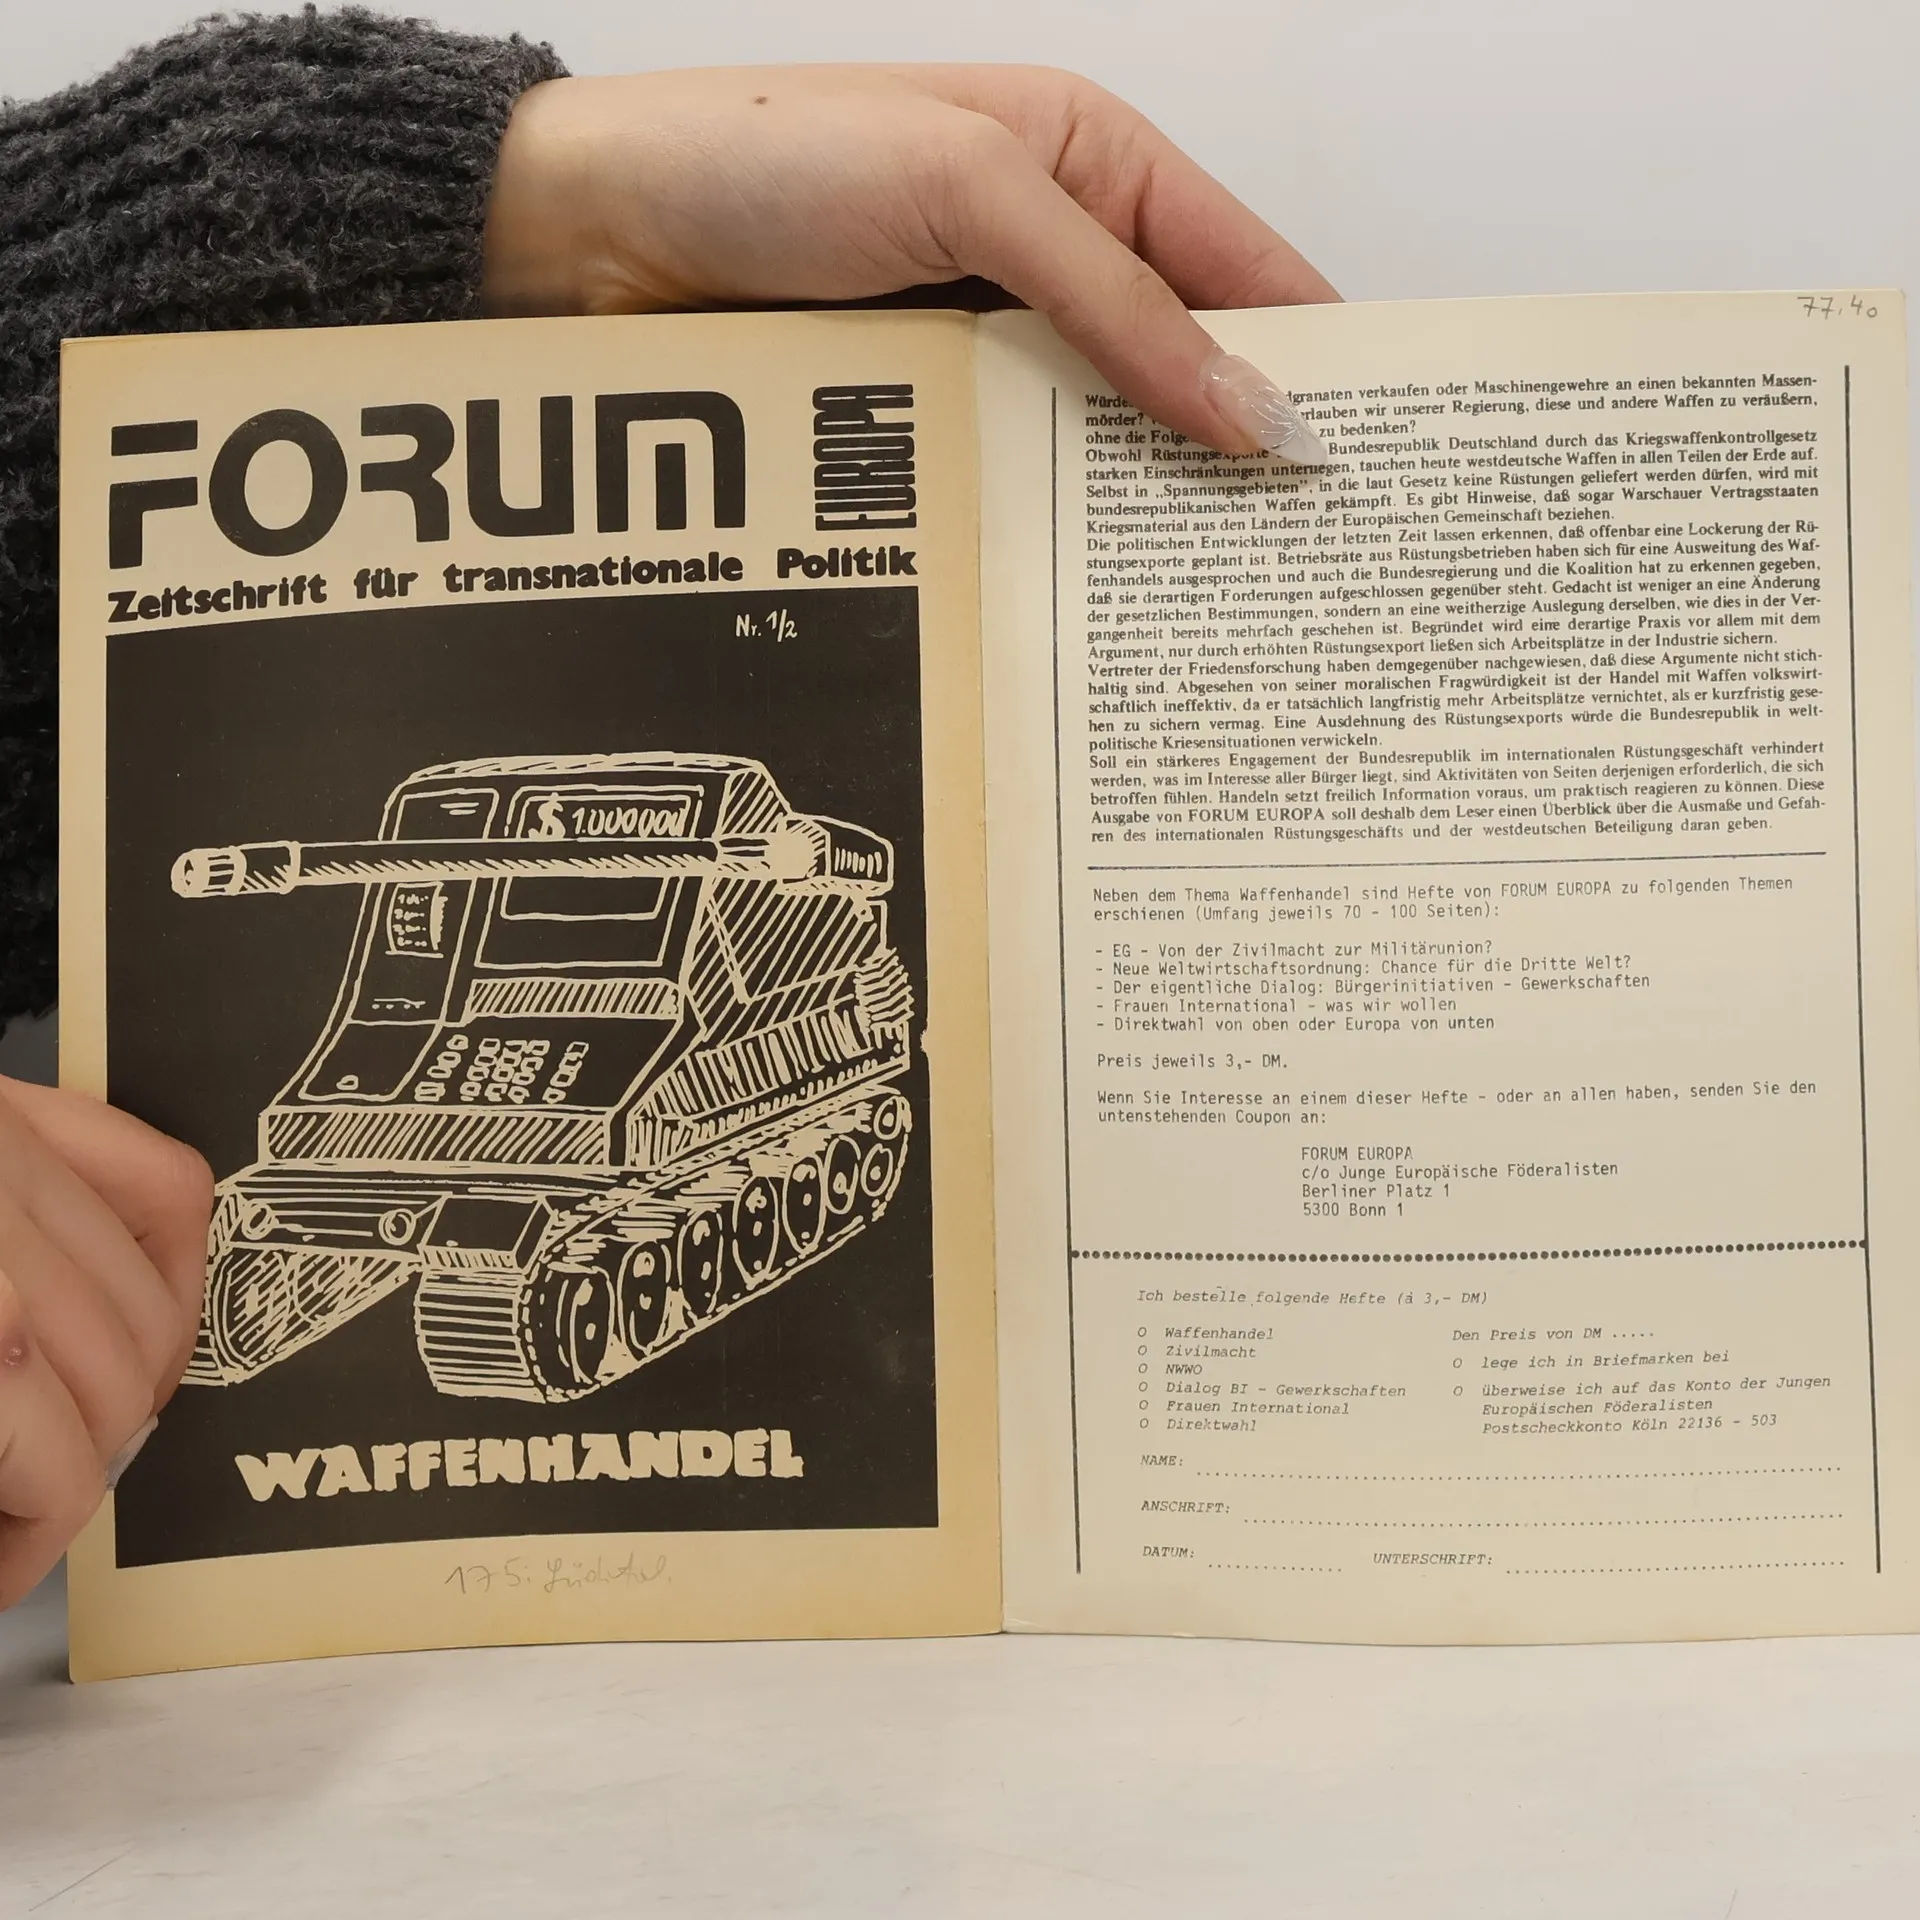 FORUM
EUROPA
Zeitschrift für transnationale Politik
Nr. 1/2
$ 1.000000
WAFFENHANDEL
175:
77.40
Würde dgranaten verkaufen oder Maschinengewehre an einen bekannten Massen-
mörder? erlauben wir unserer Regierung, diese und andere Waffen zu veräußern,
ohne die Folge zu bedenken?
Obwohl Rüstungsexporte Bundesrepublik Deutschland durch das Kriegswaffenkontrollgesetz
starken Einschränkungen unterliegen, tauchen heute westdeutsche Waffen in allen Teilen der Erde auf.
Selbst in „Spannungsgebieten", in die laut Gesetz keine Rüstungen geliefert werden dürfen, wird mit
bundesrepublikanischen Waffen gekämpft. Es gibt Hinweise, daß sogar Warschauer Vertragsstaaten
Kriegsmaterial aus den Ländern der Europäischen Gemeinschaft beziehen.
Die politischen Entwicklungen der letzten Zeit lassen erkennen, daß offenbar eine Lockerung der Rü-
stungsexporte geplant ist. Betriebsräte aus Rüstungsbetrieben haben sich für eine Ausweitung des Waf-
fenhandels ausgesprochen und auch die Bundesregierung und die Koalition hat zu erkennen gegeben,
daß sie derartigen Forderungen aufgeschlossen gegenüber steht. Gedacht ist weniger an eine Änderung
der gesetzlichen Bestimmungen, sondern an eine weitherzige Auslegung derselben, wie dies in der Ver-
gangenheit bereits mehrfach geschehen ist. Begründet wird eine derartige Praxis vor allem mit dem
Argument, nur durch erhöhten Rüstungsexport ließen sich Arbeitsplätze in der Industrie sichern.
Vertreter der Friedensforschung haben demgegenüber nachgewiesen, daß diese Argumente nicht stich-
haltig sind. Abgesehen von seiner moralischen Fragwürdigkeit ist der Handel mit Waffen volkswirt-
schaftlich ineffektiv, da er tatsächlich langfristig mehr Arbeitsplätze vernichtet, als er kurzfristig gese-
hen zu sichern vermag. Eine Ausdehnung des Rüstungsexports würde die Bundesrepublik in welt-
politische Kriesensituationen verwickeln.
Soll ein stärkeres Engagement der Bundesrepublik im internationalen Rüstungsgeschäft verhindert
werden, was im Interesse aller Bürger liegt, sind Aktivitäten von Seiten derjenigen erforderlich, die sich
betroffen fühlen. Handeln setzt freilich Information voraus, um praktisch reagieren zu können. Diese
Ausgabe von FORUM EUROPA soll deshalb dem Leser einen Überblick über die Ausmaße und Gefah-
ren des internationalen Rüstungsgeschäfts und der westdeutschen Beteiligung daran geben.
Neben dem Thema Waffenhandel sind Hefte von FORUM EUROPA zu folgenden Themen
erschienen (Umfang jeweils 70 - 100 Seiten):
- EG - Von der Zivilmacht zur Militärunion?
- Neue Weltwirtschaftsordnung: Chance für die Dritte Welt?
- Der eigentliche Dialog: Bürgerinitiativen - Gewerkschaften
- Frauen International - was wir wollen
- Direktwahl von oben oder Europa von unten
Preis jeweils 3,- DM.
Wenn Sie Interesse an einem dieser Hefte - oder an allen haben, senden Sie den
untenstehenden Coupon an:
FORUM EUROPA
c/o Junge Europäische Föderalisten
Berliner Platz 1
5300 Bonn 1
Ich bestelle folgende Hefte (à 3,- DM)
O Waffenhandel
O Zivilmacht
O NWWO
O Dialog BI - Gewerkschaften
O Frauen International
O Direktwahl
Den Preis von DM .....
O lege ich in Briefmarken bei
O überweise ich auf das Konto der Jungen
Europäischen Föderalisten
Postscheckkonto Köln 22136 - 503
NAME:
ANSCHRIFT:
DATUM: UNTERSCHRIFT: